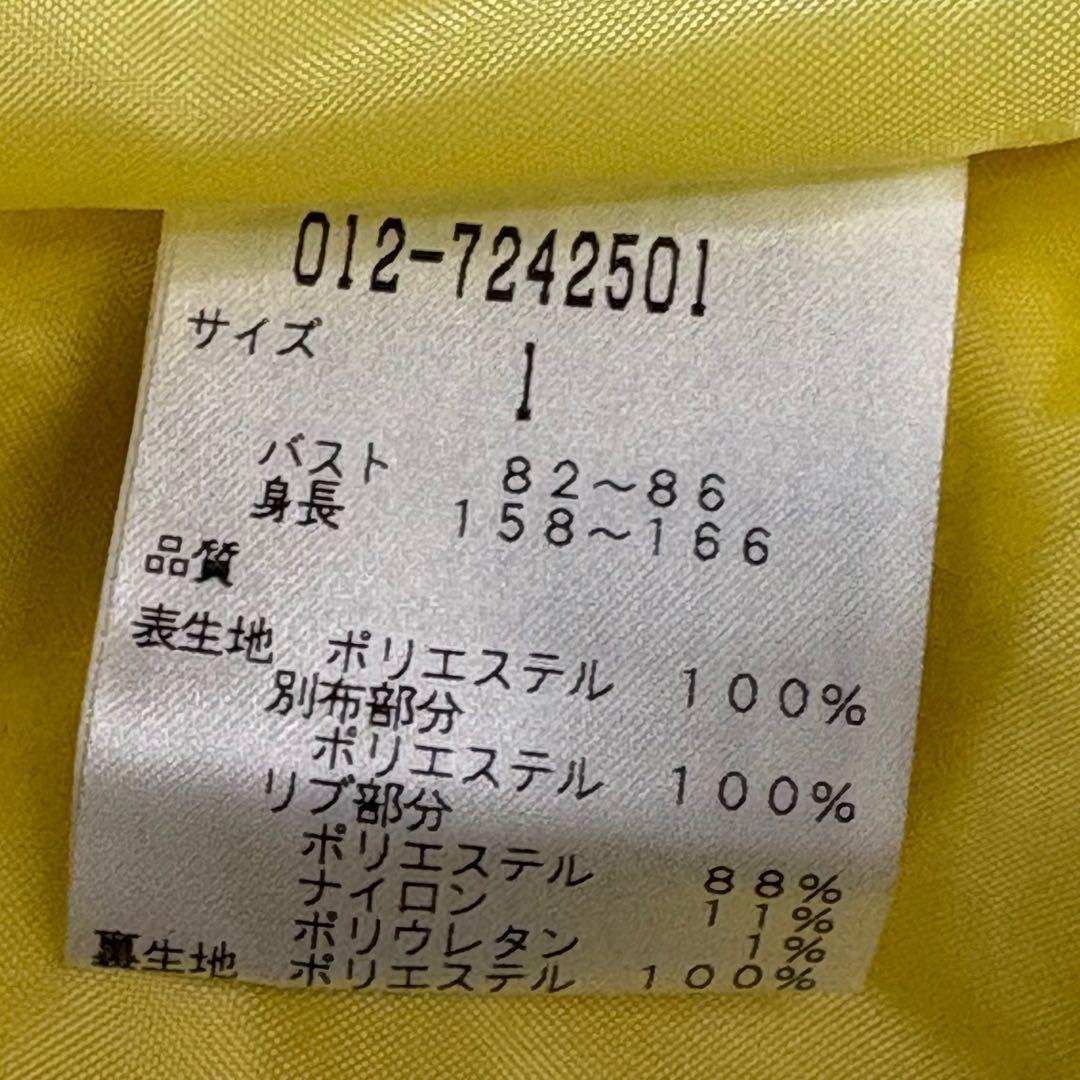 012-7242501
サイズ 1
バスト 82～86
身長 158～166
品質
表生地 ポリエステル 100%
別布部分
ポリエステル 100%
リブ部分
ポリエステル 88%
ナイロン 11%
ポリウレタン 1%
裏生地 ポリエステル 100%